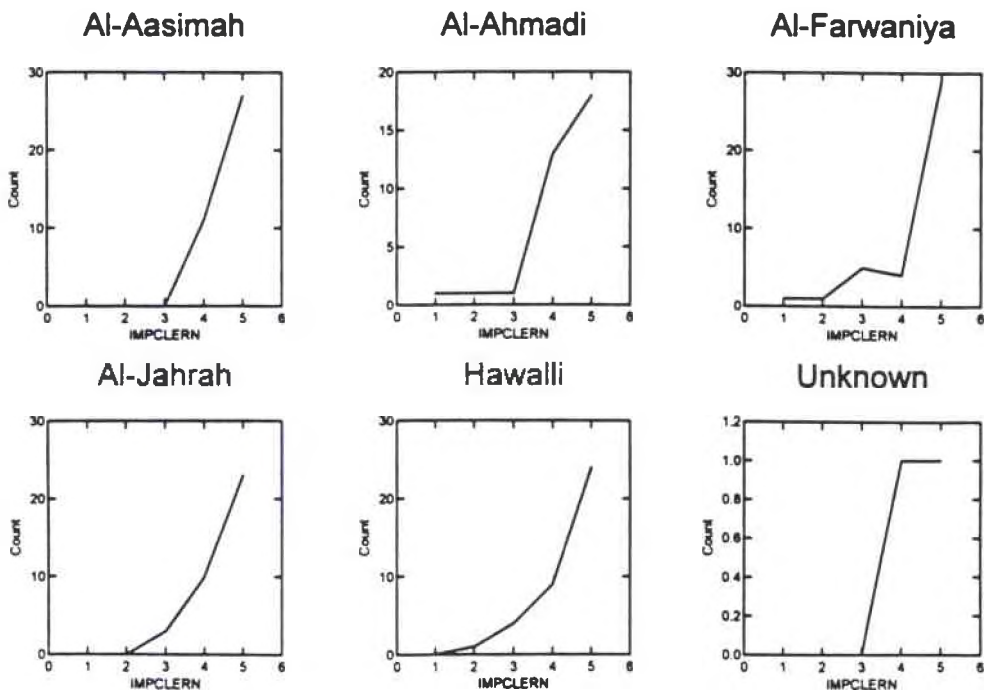 Al-Aasimah
30
20
10
0
Count
0 1 2 3 4 5 6
IMPCLERN
Al-Ahmadi
20
15
10
5
0
Count
0 1 2 3 4 5 6
IMPCLERN
Al-Farwaniya
30
20
10
0
Count
0 1 2 3 4 5 6
IMPCLERN
Al-Jahrah
30
20
10
0
Count
0 1 2 3 4 5 6
IMPCLERN
Hawalli
30
20
10
0
Count
0 1 2 3 4 5 6
IMPCLERN
Unknown
1.2
1.0
0.8
0.6
0.4
0.2
0.0
Count
0 1 2 3 4 5 6
IMPCLERN